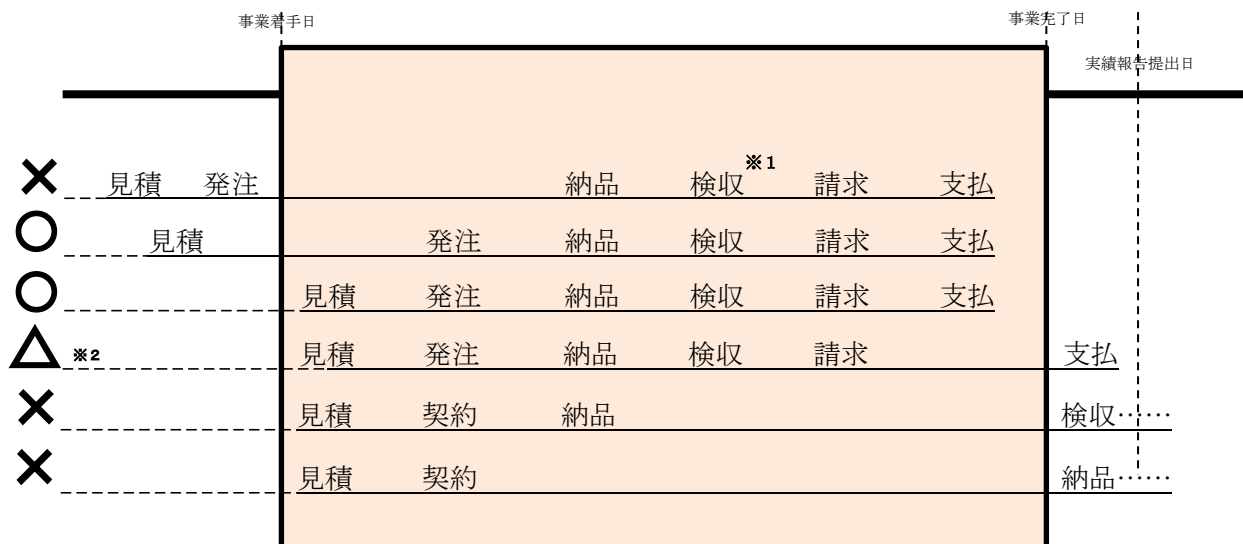 事業着手日
事業完了日
実績報告提出日
※1
× 見積 発注 納品 検収 請求 支払
○ 見積 発注 納品 検収 請求 支払
○ 見積 発注 納品 検収 請求 支払
△ ※2 見積 発注 納品 検収 請求 支払
× 見積 契約 納品 検収……
× 見積 契約 納品……